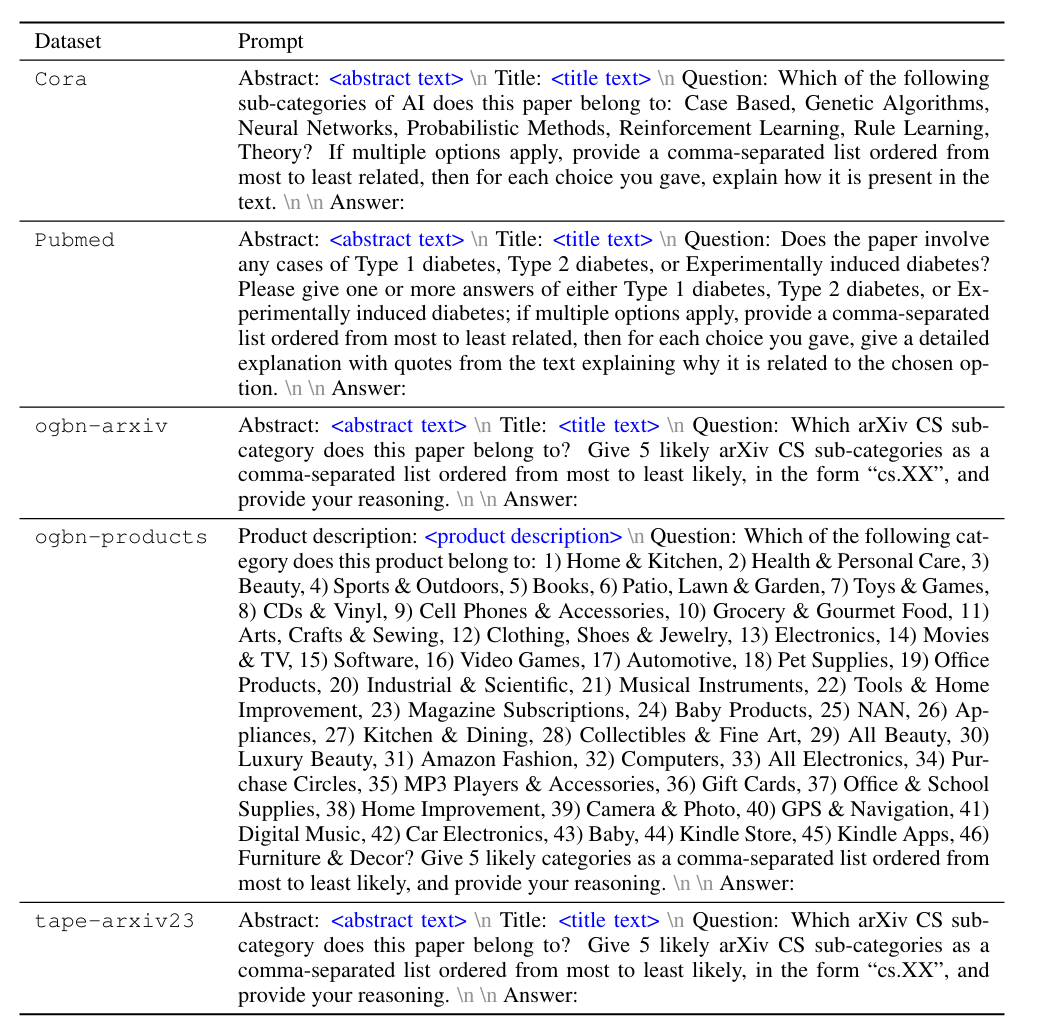 Dataset Prompt
Cora Abstract: <abstract text> \n Title: <title text> \n Question: Which of the following
sub-categories of AI does this paper belong to: Case Based, Genetic Algorithms,
Neural Networks, Probabilistic Methods, Reinforcement Learning, Rule Learning,
Theory? If multiple options apply, provide a comma-separated list ordered from
most to least related, then for each choice you gave, explain how it is present in the
text. \n \n Answer:
Pubmed Abstract: <abstract text> \n Title: <title text> \n Question: Does the paper involve
any cases of Type 1 diabetes, Type 2 diabetes, or Experimentally induced diabetes?
Please give one or more answers of either Type 1 diabetes, Type 2 diabetes, or Ex-
perimentally induced diabetes; if multiple options apply, provide a comma-separated
list ordered from most to least related, then for each choice you gave, give a detailed
explanation with quotes from the text explaining why it is related to the chosen op-
tion. \n \n Answer:
ogbn-arxiv Abstract: <abstract text> \n Title: <title text> \n Question: Which arXiv CS sub-
category does this paper belong to? Give 5 likely arXiv CS sub-categories as a
comma-separated list ordered from most to least likely, in the form “cs.XX”, and
provide your reasoning. \n \n Answer:
ogbn-products Product description: <product description> \n Question: Which of the following cat-
egory does this product belong to: 1) Home & Kitchen, 2) Health & Personal Care, 3)
Beauty, 4) Sports & Outdoors, 5) Books, 6) Patio, Lawn & Garden, 7) Toys & Games,
8) CDs & Vinyl, 9) Cell Phones & Accessories, 10) Grocery & Gourmet Food, 11)
Arts, Crafts & Sewing, 12) Clothing, Shoes & Jewelry, 13) Electronics, 14) Movies
& TV, 15) Software, 16) Video Games, 17) Automotive, 18) Pet Supplies, 19) Office
Products, 20) Industrial & Scientific, 21) Musical Instruments, 22) Tools & Home
Improvement, 23) Magazine Subscriptions, 24) Baby Products, 25) NAN, 26) Ap-
pliances, 27) Kitchen & Dining, 28) Collectibles & Fine Art, 29) All Beauty, 30)
Luxury Beauty, 31) Amazon Fashion, 32) Computers, 33) All Electronics, 34) Pur-
chase Circles, 35) MP3 Players & Accessories, 36) Gift Cards, 37) Office & School
Supplies, 38) Home Improvement, 39) Camera & Photo, 40) GPS & Navigation, 41)
Digital Music, 42) Car Electronics, 43) Baby, 44) Kindle Store, 45) Kindle Apps, 46)
Furniture & Decor? Give 5 likely categories as a comma-separated list ordered from
most to least likely, and provide your reasoning. \n \n Answer:
tape-arxiv23 Abstract: <abstract text> \n Title: <title text> \n Question: Which arXiv CS sub-
category does this paper belong to? Give 5 likely arXiv CS sub-categories as a
comma-separated list ordered from most to least likely, in the form “cs.XX”, and
provide your reasoning. \n \n Answer: